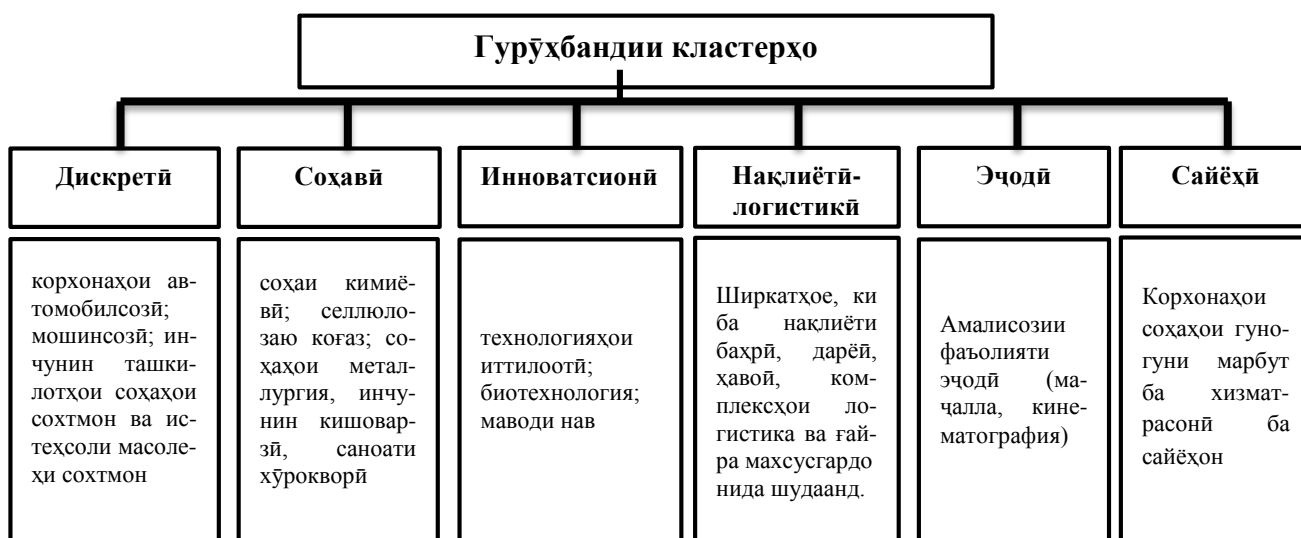 Гурӯҳбандии кластерҳо
Дискретӣ
Соҳавӣ
Инноватсионӣ
Нақлиётӣ-
логистикӣ
Эҷодӣ
Сайёҳӣ
корхонаҳои ав-
томобилсозӣ;
мошинсозӣ; ин-
чунин ташки-
лотҳои соҳаҳои
сохтмон ва ис-
теҳсоли масоле-
ҳи сохтмон
соҳаи кимиё-
вӣ; селлюло-
заю коғаз; со-
ҳаҳои метал-
лургия, инчу-
нин кишовар-
зӣ, саноати
хӯрокворӣ
технологияҳои
иттилоотӣ;
биотехнология;
маводи нав
Ширкатҳое, ки
ба нақлиёти
баҳрӣ, дарёӣ,
ҳавоӣ, ком-
плексҳои ло-
гистика ва ғай-
ра махсусгардо
нида шудаанд.
Амалисозии
фаъолияти
эҷодӣ (ма-
ҷалла, кине-
матография)
Корхонаҳои
соҳаҳои гуно-
гуни марбут
ба хизмат-
расонӣ ба
сайёҳон